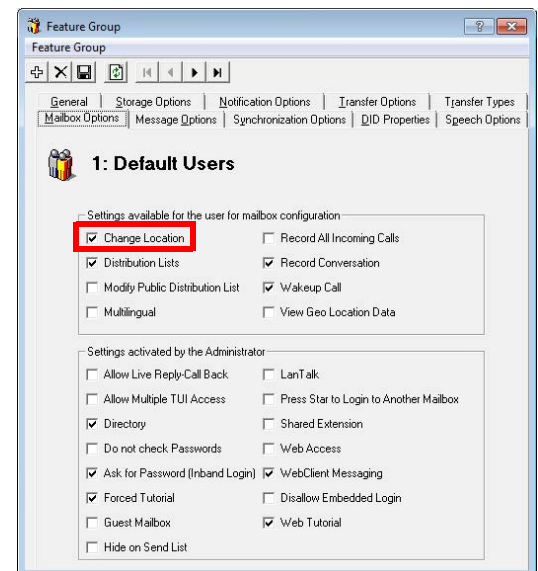 Feature Group
Feature Group
General Storage Options Notification Options Transfer Options Transfer Types
Mailbox Options Message Options Synchronization Options DID Properties Speech Options
1: Default Users
Settings available for the user for mailbox configuration
Change Location Record All Incoming Calls
Distribution Lists Record Conversation
Modify Public Distribution List Wakeup Call
Multilingual View Geo Location Data
Settings activated by the Administrator
Allow Live Reply-Call Back LanTalk
Allow Multiple TUI Access Press Star to Login to Another Mailbox
Directory Shared Extension
Do not check Passwords Web Access
Ask for Password (Inband Login) WebClient Messaging
Forced Tutorial Disallow Embedded Login
Guest Mailbox Web Tutorial
Hide on Send List